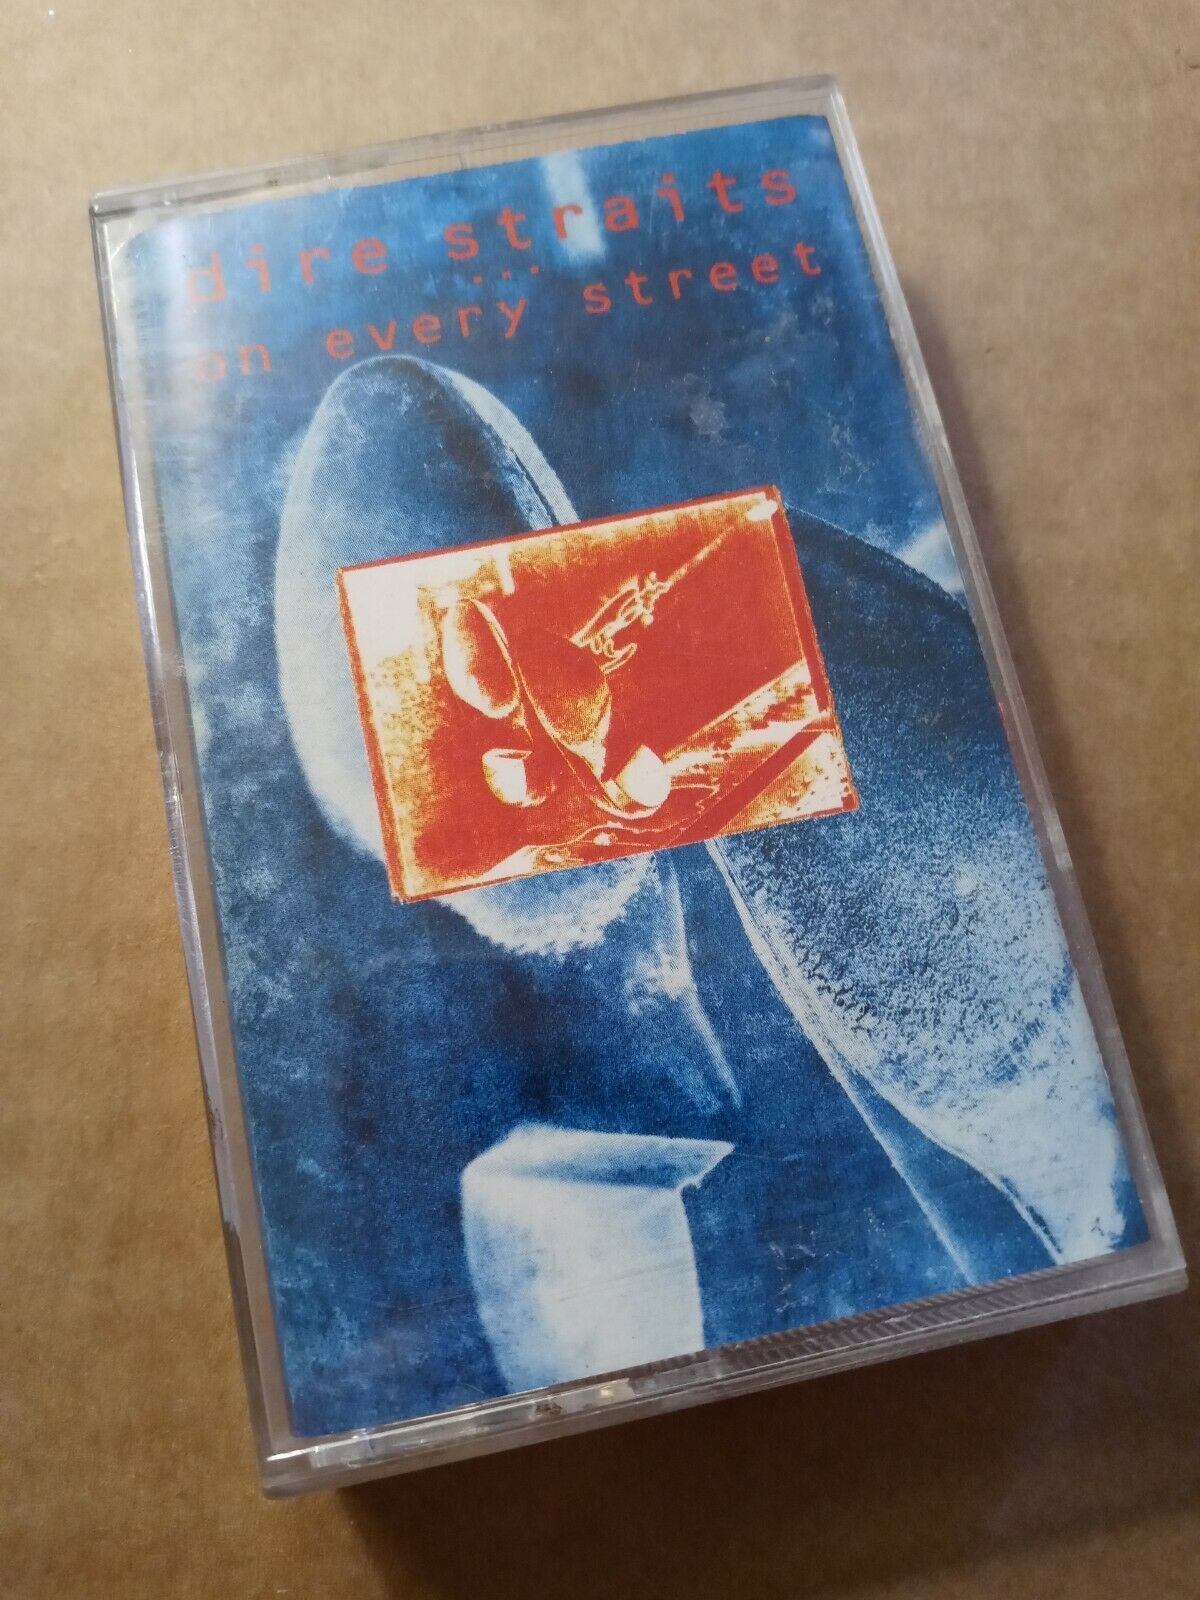 dire straits
...
on every street